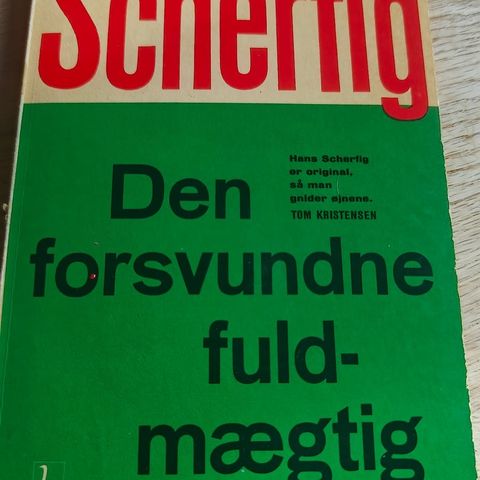 Scherfig
Hans Scherfig
er original,
så man
gnider øjnene.
TOM KRISTENSEN
Den
forsvundne
fuld-
mægtig